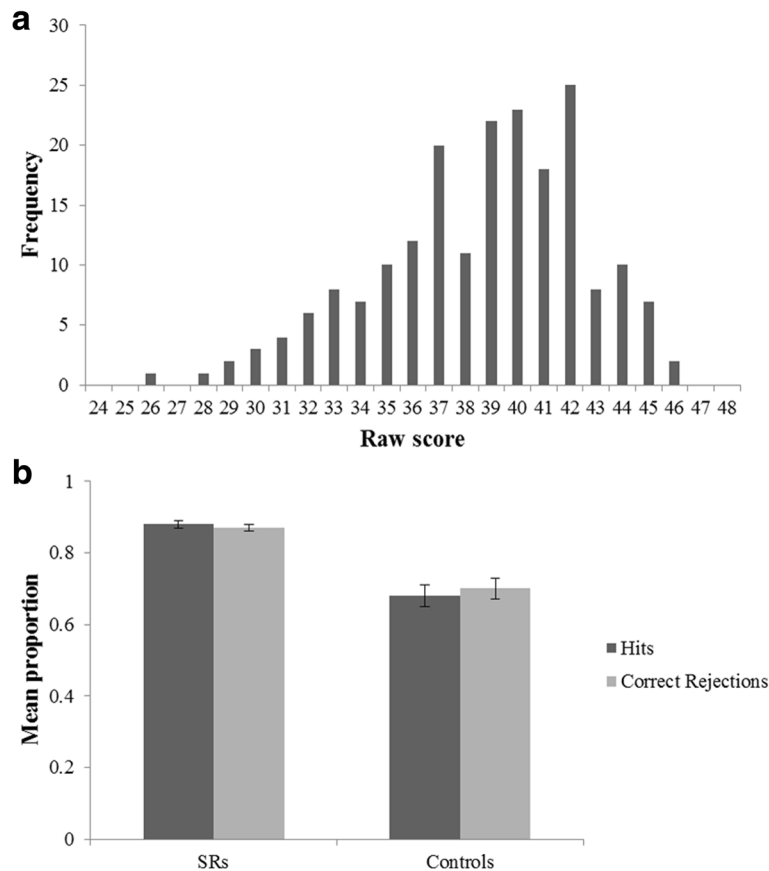 a
30
25
20
15
10
5
0
Frequency
24 25 26 27 28 29 30 31 32 33 34 35 36 37 38 39 40 41 42 43 44 45 46 47 48
Raw score
b
1
0.8
0.6
0.4
0.2
0
Mean proportion
SRs Controls
Hits
Correct Rejections